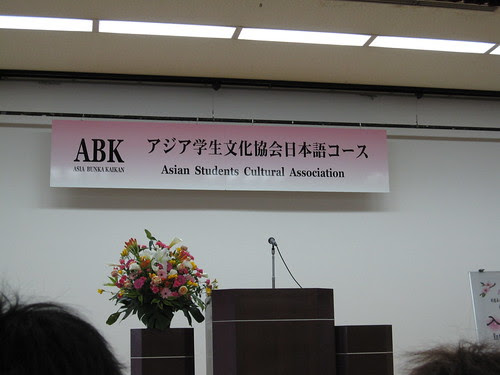 ABK
ASIA BUNKA KAIKAN
アジア学生文化協会日本語コース
Asian Students Cultural Association
入